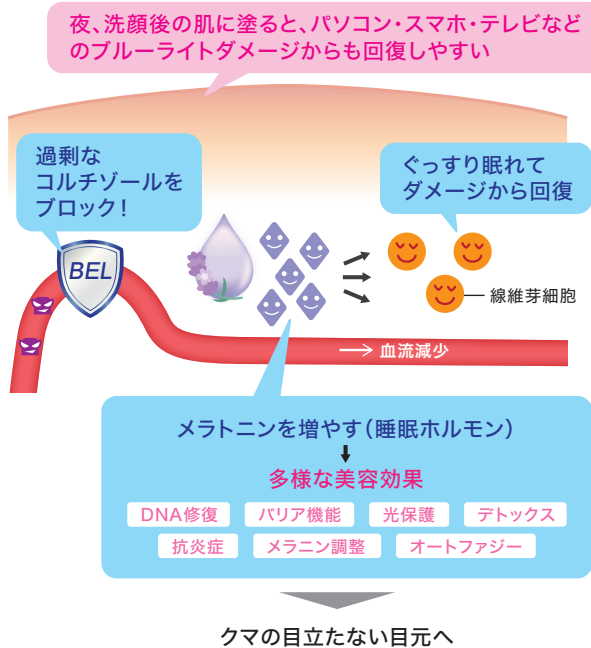 夜、洗顔後の肌に塗ると、パソコン・スマホ・テレビなど
のブルーライトダメージからも回復しやすい
過剰な
コルチゾールを
ブロック！
ぐっすり眠れて
ダメージから回復
BEL
線維芽細胞
→ 血流減少
メラトニンを増やす（睡眠ホルモン）
多様な美容効果
DNA修復 バリア機能 光保護 デトックス
抗炎症 メラニン調整 オートファジー
クマの目立たない目元へ